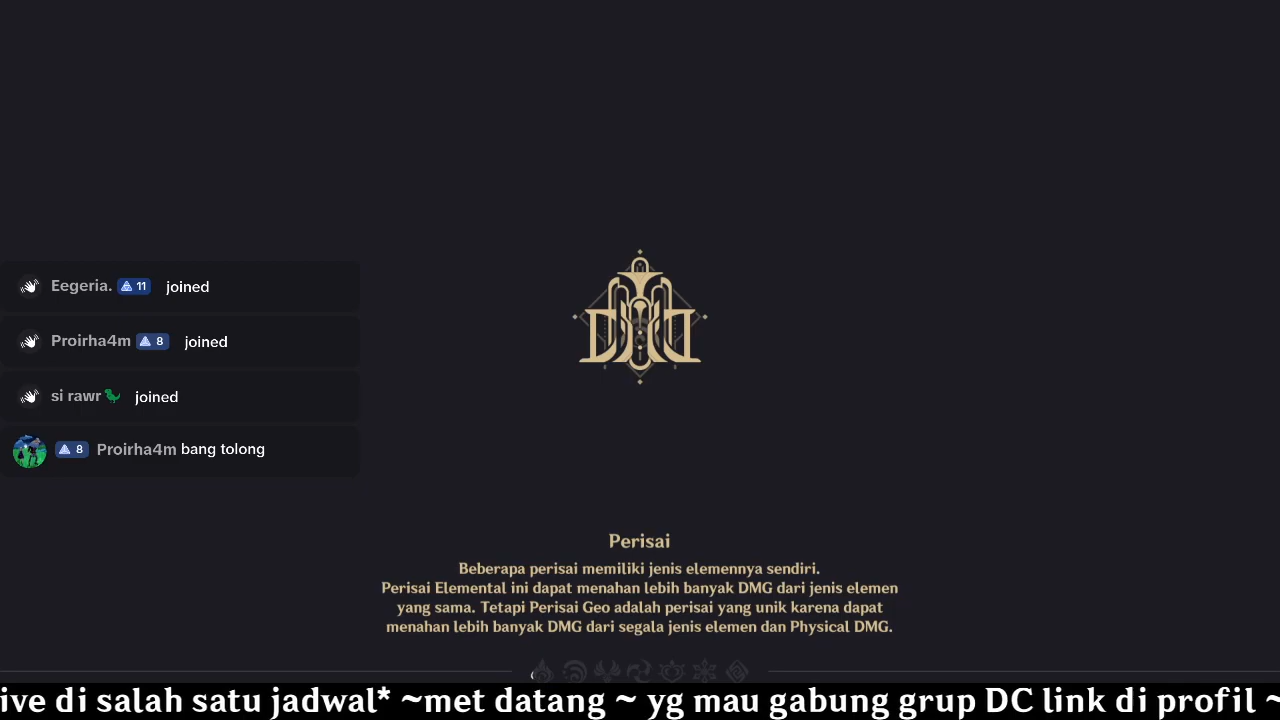 Eegeria. 11 joined
Proirha4m 8 joined
si rawr joined
8 Proirha4m bang tolong
Perisai
Beberapa perisai memiliki jenis elemennya sendiri.
Perisai Elemental ini dapat menahan lebih banyak DMG dari jenis elemen
yang sama. Tetapi Perisai Geo adalah perisai yang unik karena dapat
menahan lebih banyak DMG dari segala jenis elemen dan Physical DMG.
ive di salah satu jadwal* ~met datang ~ yg mau gabung grup DC link di profil ~